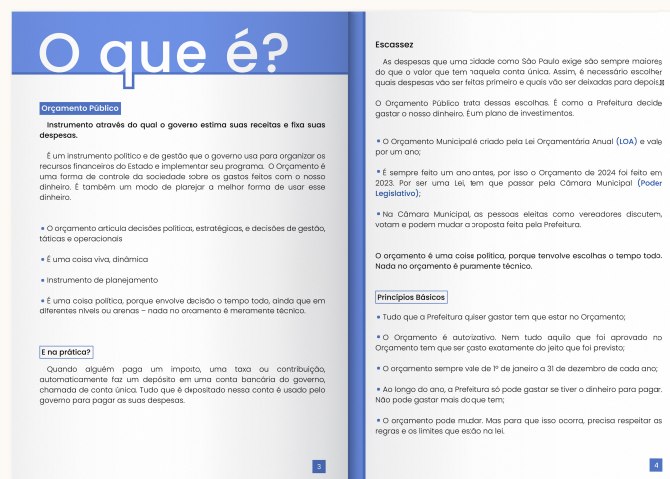 O que é?
Orçamento Público
Instrumento através do qual o governo estima suas receitas e fixa suas
despesas.
É um instrumento político e de gestão que o governo usa para organizar os
recursos financeiros do Estado e implementar seu programa. O Orçamento é
uma forma de controle da sociedade sobre os gastos feitos com o nosso
dinheiro. É também um modo de planejar a melhor forma de usar esse
dinheiro.
• O orçamento articula decisões políticas, estratégicas, e decisões de gestão,
táticas e operacionais
• É uma coisa viva, dinâmica
• Instrumento de planejamento
• É uma coisa política, porque envolve decisão o tempo todo, ainda que em
diferentes níveis ou arenas – nada no orçamento é meramente técnico.
E na prática?
Quando alguém paga um imposto, uma taxa ou contribuição,
automaticamente faz um depósito em uma conta bancária do governo,
chamada de conta única. Tudo que é depositado nessa conta é usado pelo
governo para pagar as suas despesas.
3
Escassez
As despesas que uma cidade como São Paulo exige são sempre maiores
do que o valor que tem naquela conta única. Assim, é necessário escolher
quais despesas vão ser feitas primeiro e quais vão ser deixadas para depois.
O Orçamento Público trata dessas escolhas. É como a Prefeitura decide
gastar o nosso dinheiro. É um plano de investimentos.
• O Orçamento Municipal é criado pela Lei Orçamentária Anual (LOA) e vale
por um ano;
• É sempre feito um ano antes, por isso o Orçamento de 2024 foi feito em
2023. Por ser uma Lei, tem que passar pela Câmara Municipal (Poder
Legislativo);
• Na Câmara Municipal, as pessoas eleitas como vereadores discutem,
votam e podem mudar a proposta feita pela Prefeitura.
O orçamento é uma coisa política, porque tenvolve escolhas o tempo todo.
Nada no orçamento é puramente técnico.
Princípios Básicos
• Tudo que a Prefeitura quiser gastar tem que estar no Orçamento;
• O Orçamento é autorizativo. Nem tudo aquilo que foi aprovado no
Orçamento tem que ser gasto exatamente do jeito que foi previsto;
• O orçamento sempre vale de 1º de janeiro a 31 de dezembro de cada ano;
• Ao longo do ano, a Prefeitura só pode gastar se tiver o dinheiro para pagar.
Não pode gastar mais do que tem;
• O orçamento pode mudar. Mas para que isso ocorra, precisa respeitar as
regras e os limites que estão na lei.
4